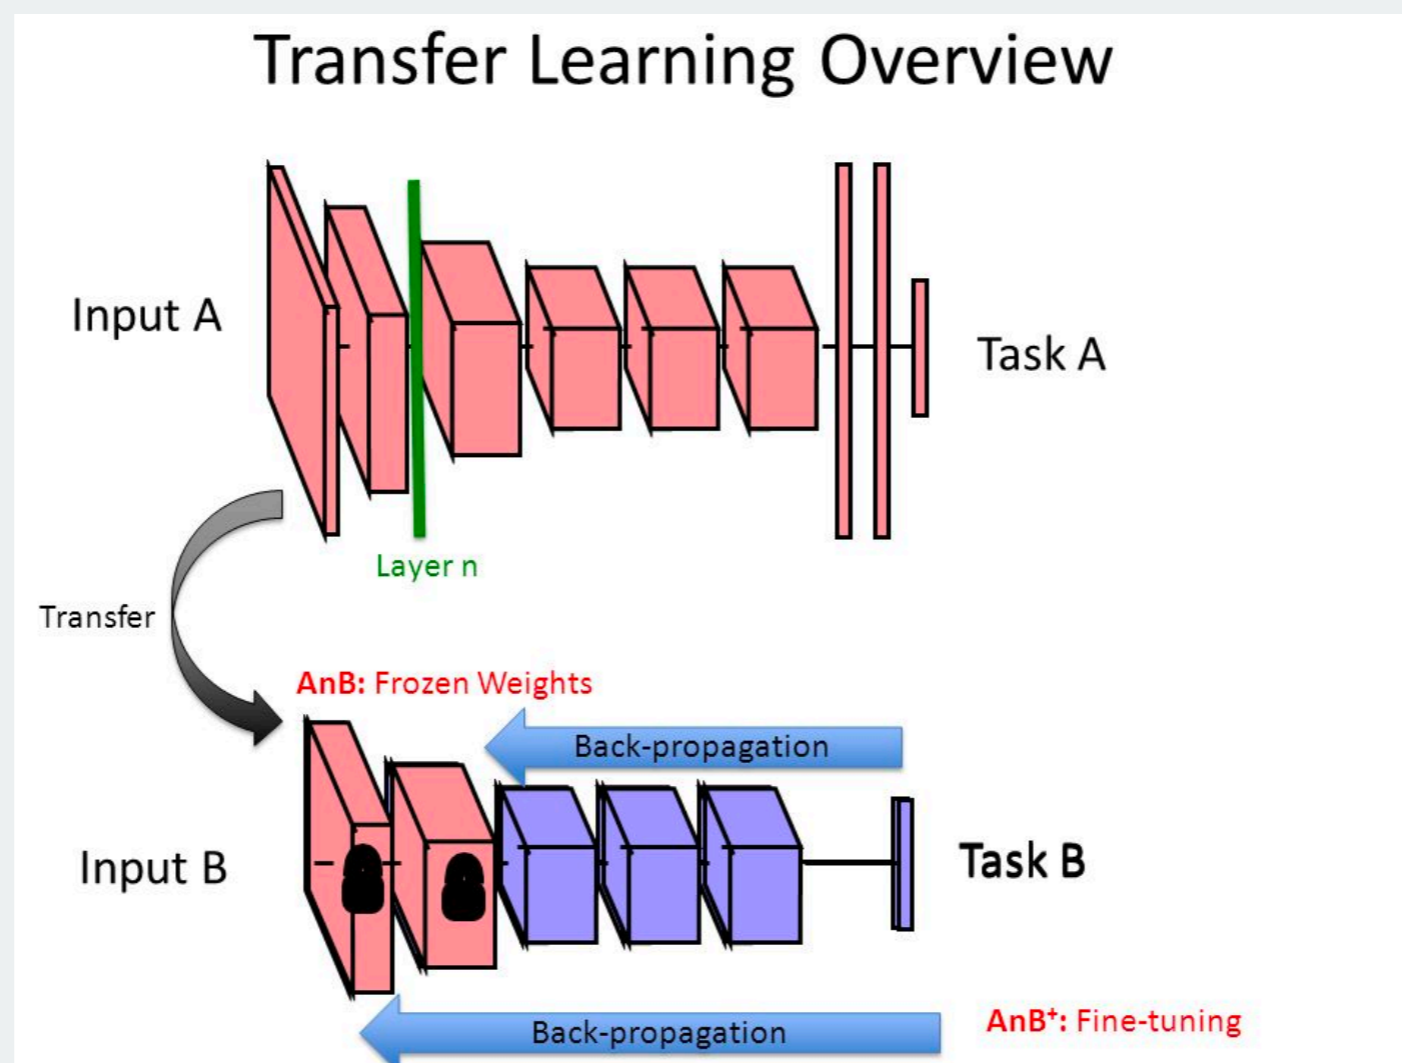 Transfer Learning Overview
Input A
Task A
Layer n
Transfer
AnB: Frozen Weights
Back-propagation
Input B
Task B
Back-propagation
AnB⁺: Fine-tuning